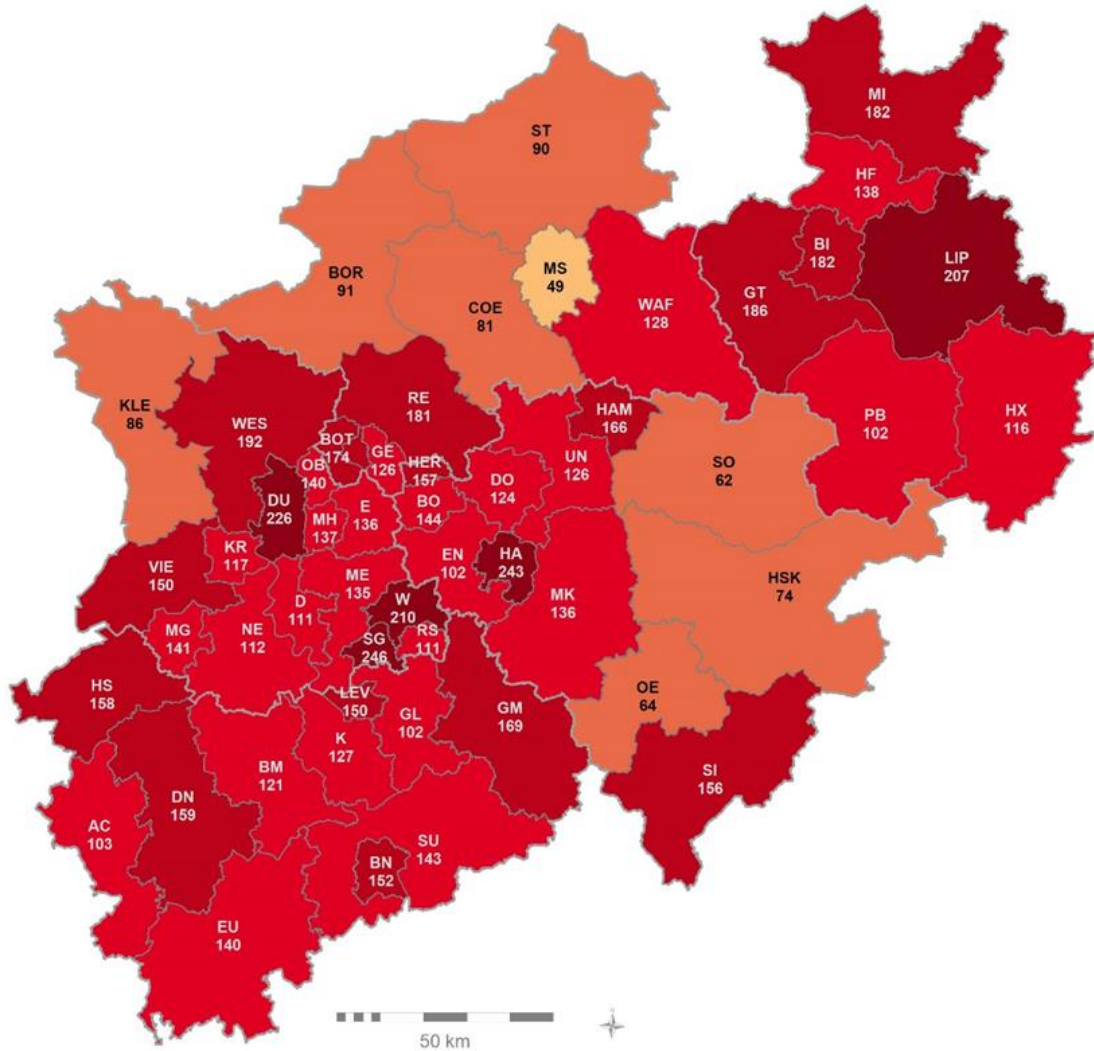 MI
182
ST
90
HF
138
BI
182
LIP
207
MS
49
BOR
91
GT
186
COE
81
WAF
128
KLE
86
RE
181
WES
192
HAM
166
PB
102
HX
116
BOT
174
GE
126
HER
157
UN
126
SO
62
OB
140
DO
124
DU
226
E
136
BO
144
MH
137
KR
117
EN
102
HA
243
VIE
150
ME
135
HSK
74
MK
136
D
111
W
210
MG
141
NE
112
SG
246
RS
111
HS
158
OE
64
LEV
150
GL
102
GM
169
K
127
BM
121
SI
156
DN
159
AC
103
SU
143
BN
152
EU
140
50 km